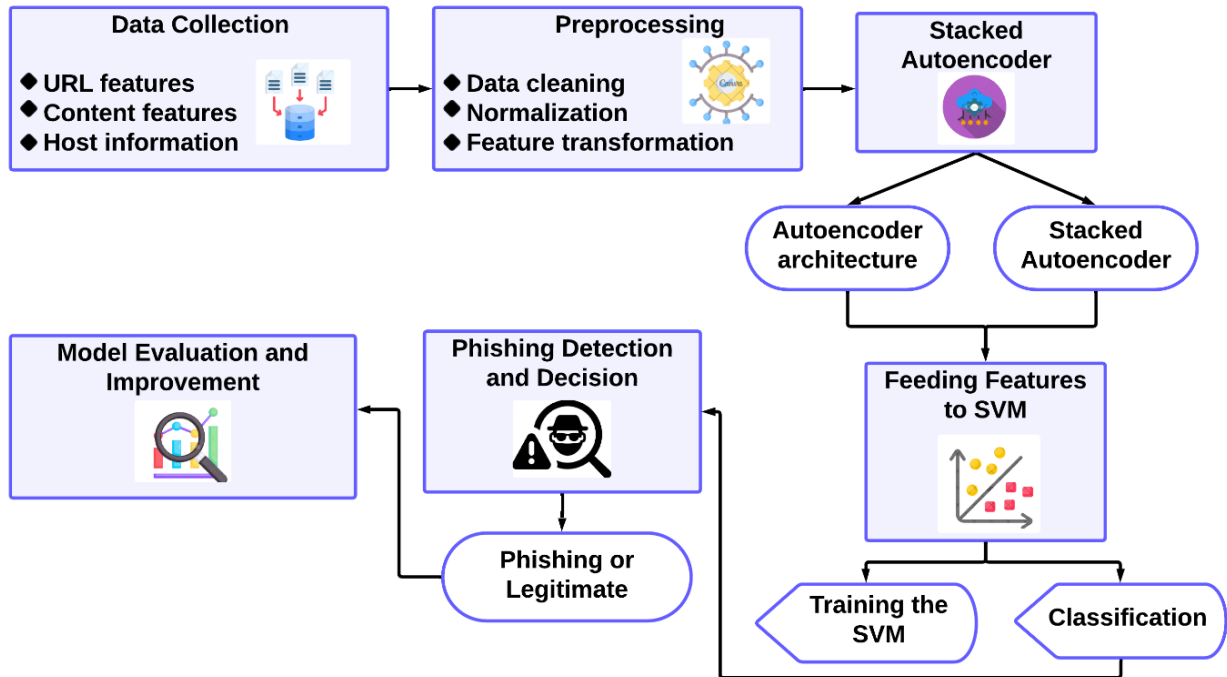 Data Collection
URL features
Content features
Host information
Preprocessing
Data cleaning
Normalization
Feature transformation
Canva
Stacked
Autoencoder
Autoencoder
architecture
Stacked
Autoencoder
Feeding Features
to SVM
Training the
SVM
Classification
Phishing Detection
and Decision
Phishing or
Legitimate
Model Evaluation and
Improvement